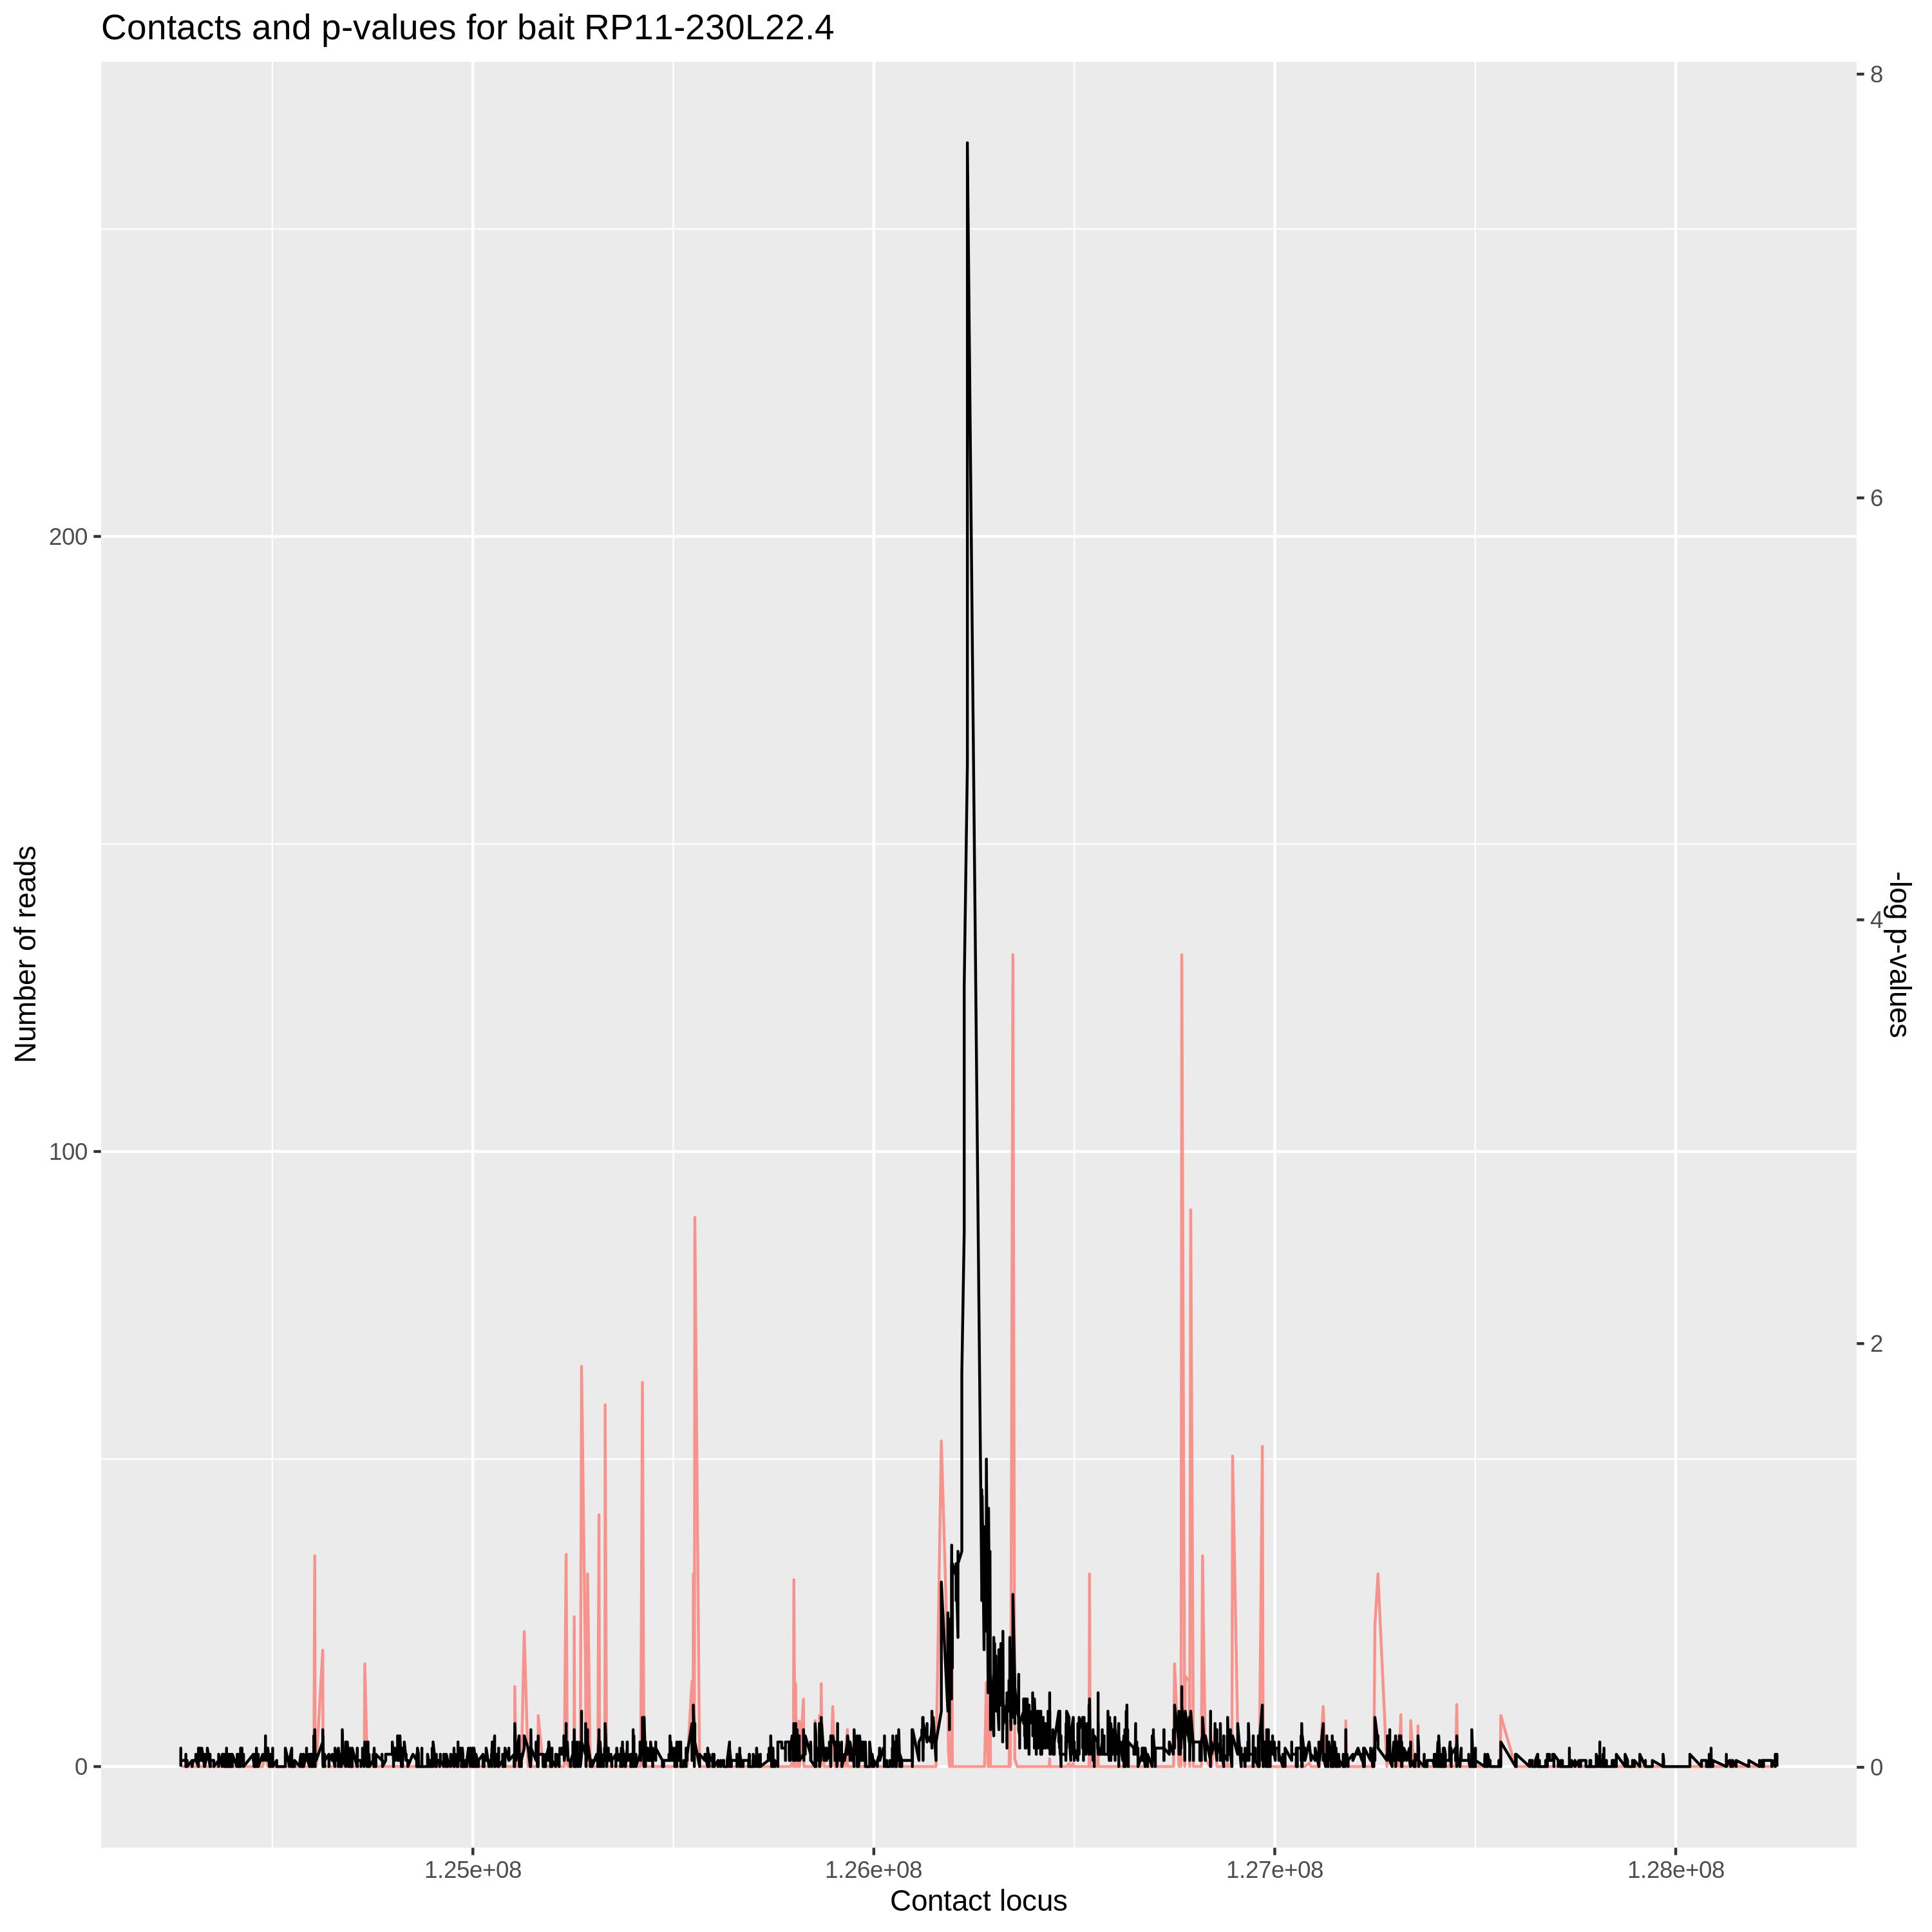 Contacts and p-values for bait RP11-230L22.4
Number of reads
200
100
0
8
6
4
2
0
-log p-values
1.25e+08 1.26e+08 1.27e+08 1.28e+08
Contact locus